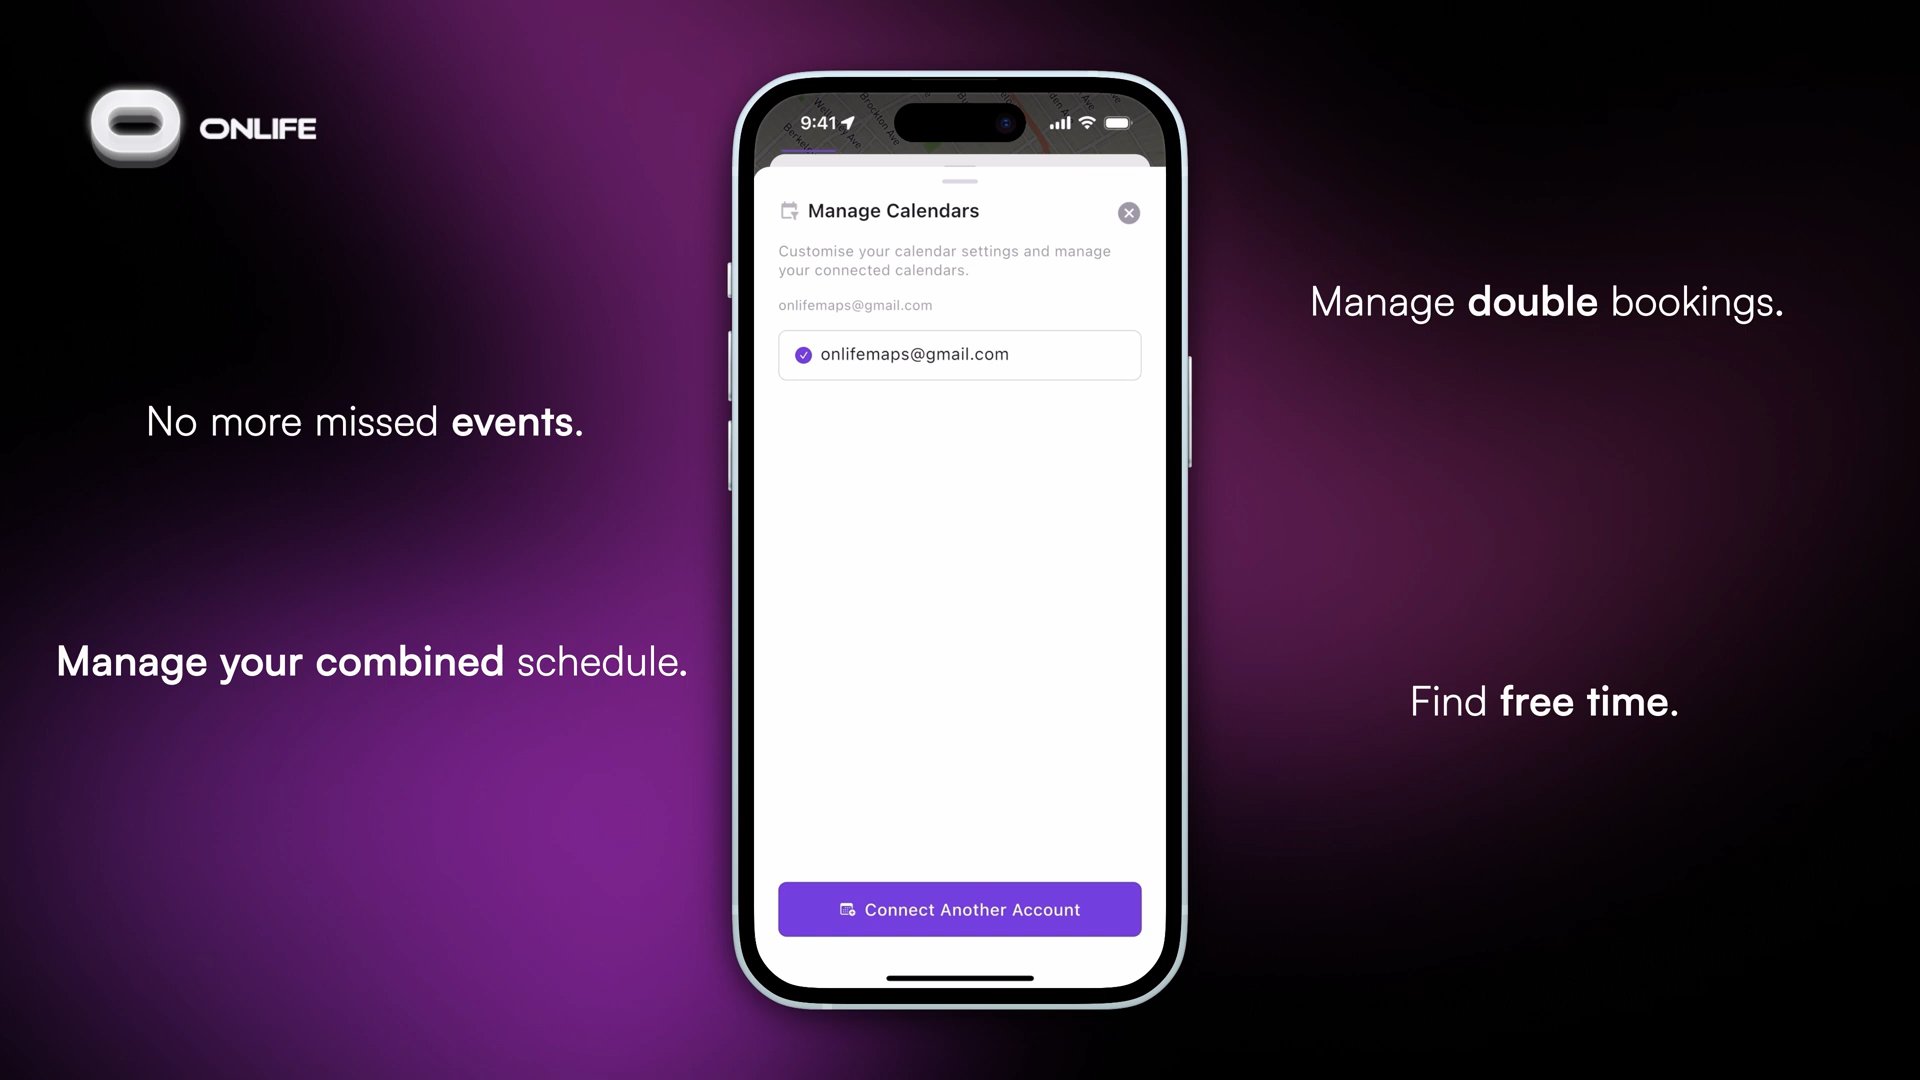 ONLIFE
9:41
Manage Calendars
Customise your calendar settings and manage
your connected calendars.
onlifemaps@gmail.com
onlifemaps@gmail.com
Connect Another Account
No more missed events.
Manage your combined schedule.
Manage double bookings.
Find free time.